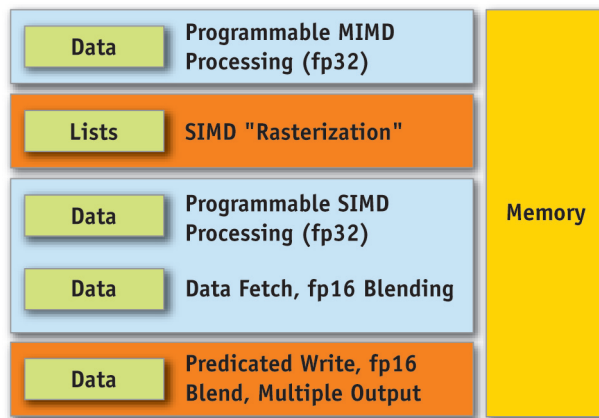 Data
Programmable MIMD
Processing (fp32)
Lists
SIMD "Rasterization"
Data
Programmable SIMD
Processing (fp32)
Data
Data Fetch, fp16 Blending
Data
Predicated Write, fp16
Blend, Multiple Output
Memory